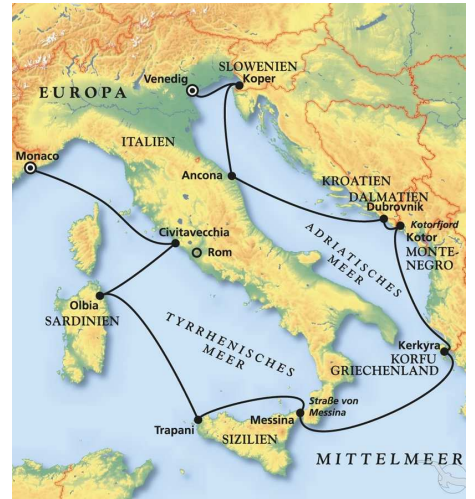 SLOWENIEN
Venedig
Koper
EUROPA
ITALIEN
Monaco
Ancona
KROATIEN
DALMATIEN
Dubrovnik
Kotorfjord
Kotor
MONTE-
NEGRO
Civitavecchia
Rom
ADRIATISCHES
MEER
Olbia
SARDINIEN
TYRRHENISCHES
MEER
Kerkyra
KORFU
GRIECHENLAND
Straße von
Messina
Messina
Trapani
SIZILIEN
MITTELMEER